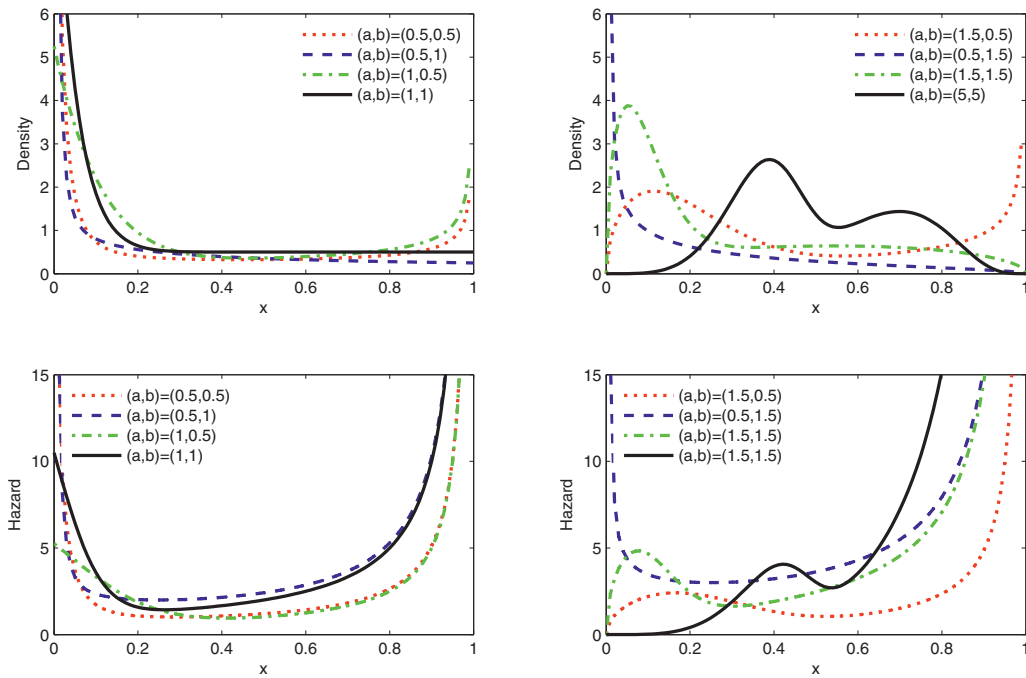 6
5
4
3
2
1
0
Density
0 0.2 0.4 0.6 0.8 1
x
(a,b)=(0.5,0.5)
(a,b)=(0.5,1)
(a,b)=(1,0.5)
(a,b)=(1,1)
6
5
4
3
2
1
0
Density
0 0.2 0.4 0.6 0.8 1
x
(a,b)=(1.5,0.5)
(a,b)=(0.5,1.5)
(a,b)=(1.5,1.5)
(a,b)=(5,5)
15
10
5
0
Hazard
0 0.2 0.4 0.6 0.8 1
x
(a,b)=(0.5,0.5)
(a,b)=(0.5,1)
(a,b)=(1,0.5)
(a,b)=(1,1)
15
10
5
0
Hazard
0 0.2 0.4 0.6 0.8 1
x
(a,b)=(1.5,0.5)
(a,b)=(0.5,1.5)
(a,b)=(1.5,1.5)
(a,b)=(1.5,1.5)